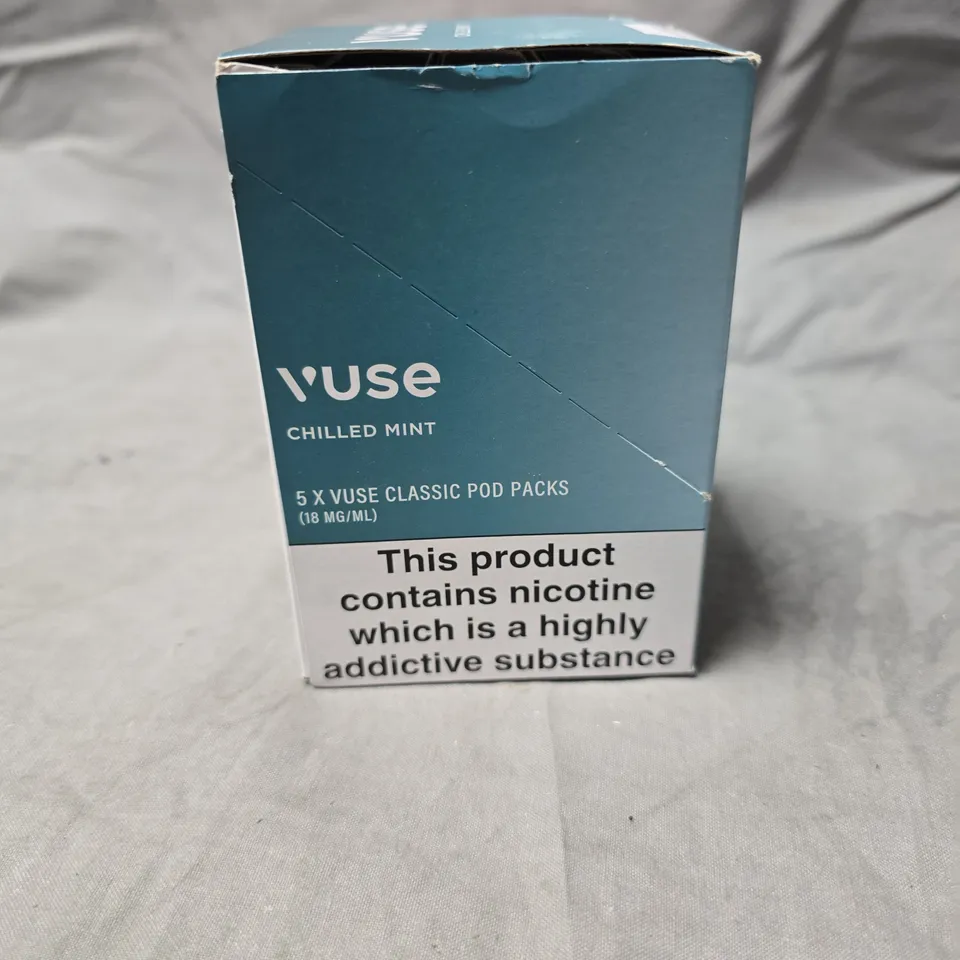 vuse
vuse
CHILLED MINT
5 X VUSE CLASSIC POD PACKS
(18 MG/ML)
This product
contains nicotine
which is a highly
addictive substance